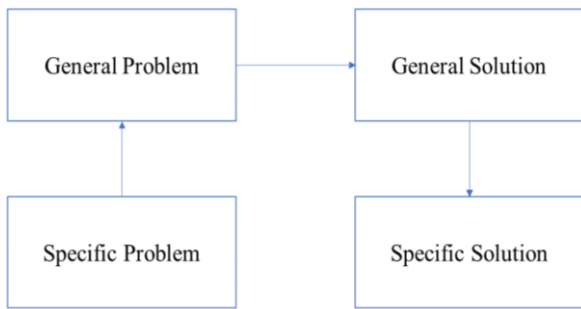 General Problem
General Solution
Specific Problem
Specific Solution